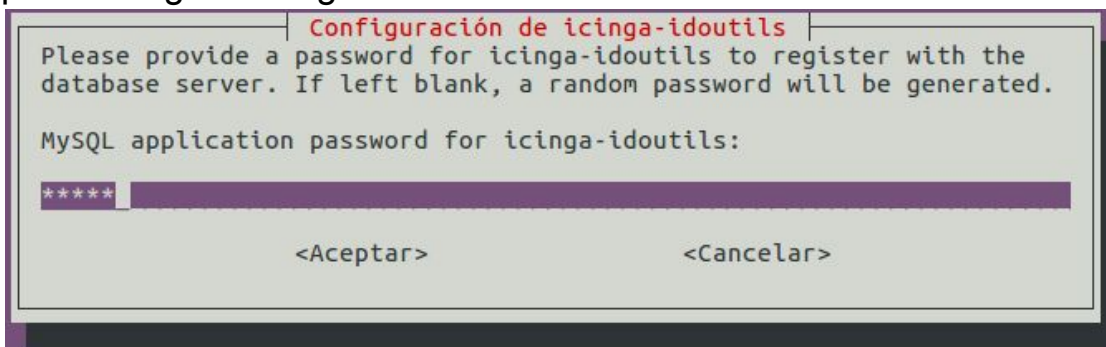 Configuración de icinga-idoutils
Please provide a password for icinga-idoutils to register with the
database server. If left blank, a random password will be generated.
MySQL application password for icinga-idoutils:
*****
<Aceptar> <Cancelar>